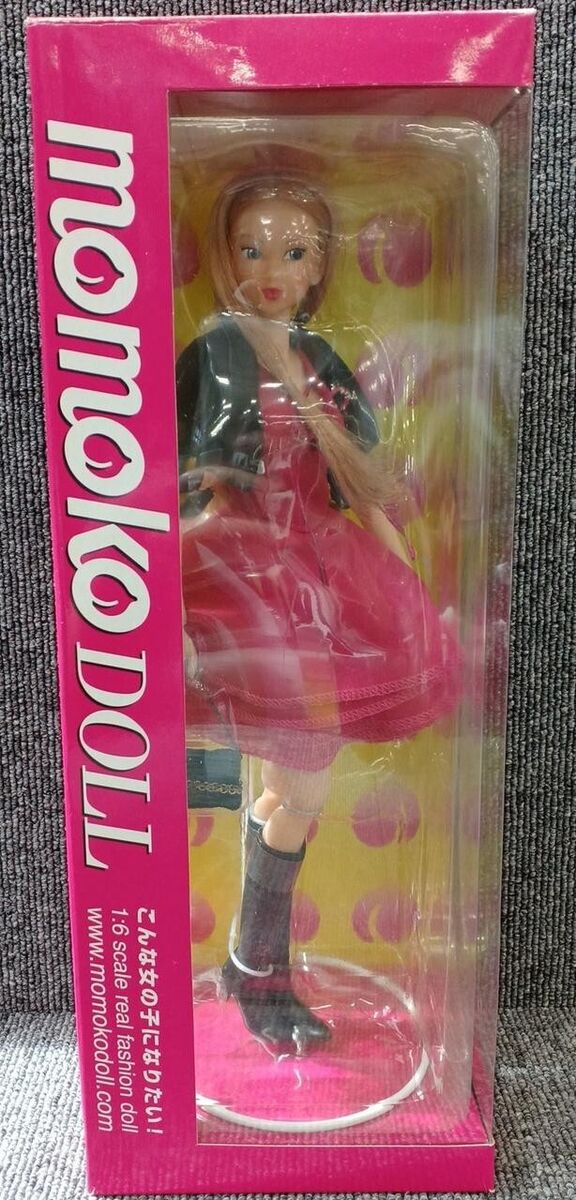 momoko DOLL
こんな女の子になりたい!
1:6 scale real fashion doll
www.momokodoll.com